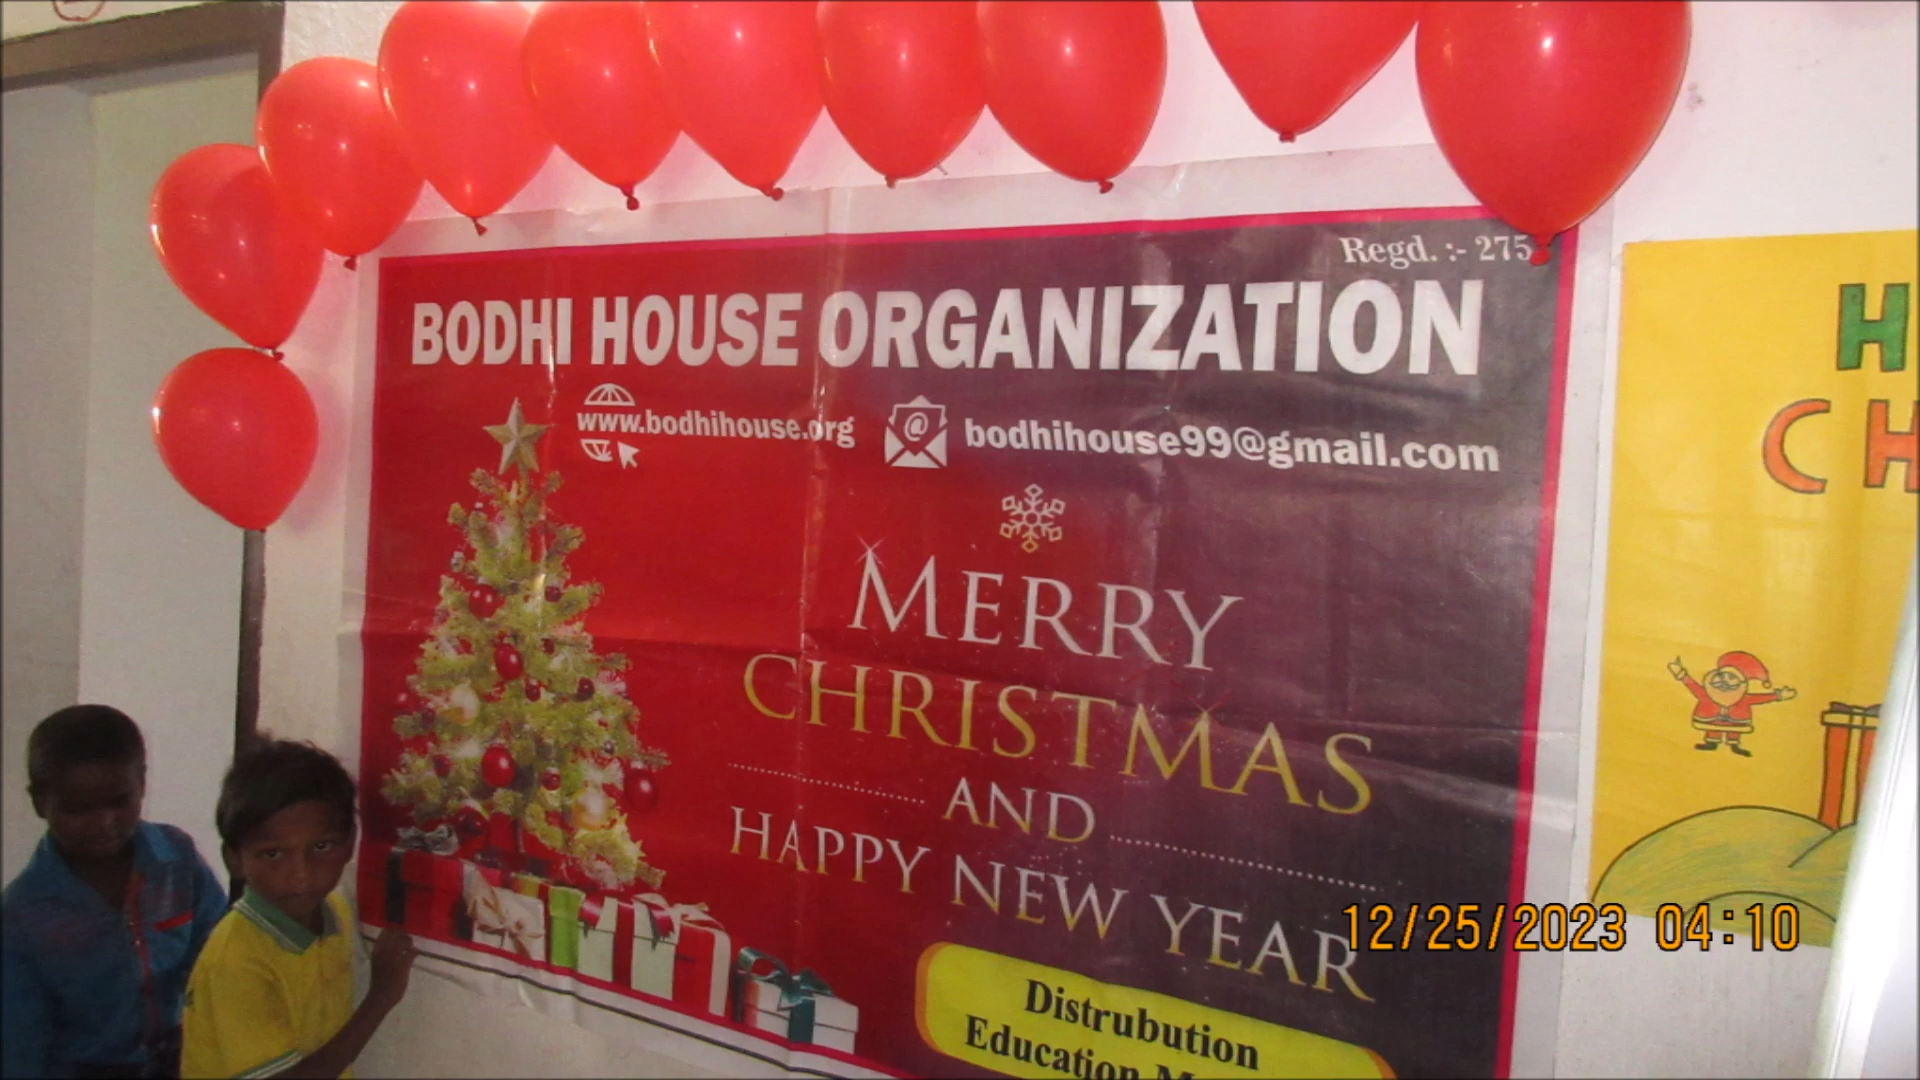 Regd. :- 275
BODHI HOUSE ORGANIZATION
www.bodhihouse.org
@ bodhihouse99@gmail.com
MERRY
CHRISTMAS
AND
HAPPY NEW YEAR
Distrubution
Education
H
CH
12/25/2023 04:10